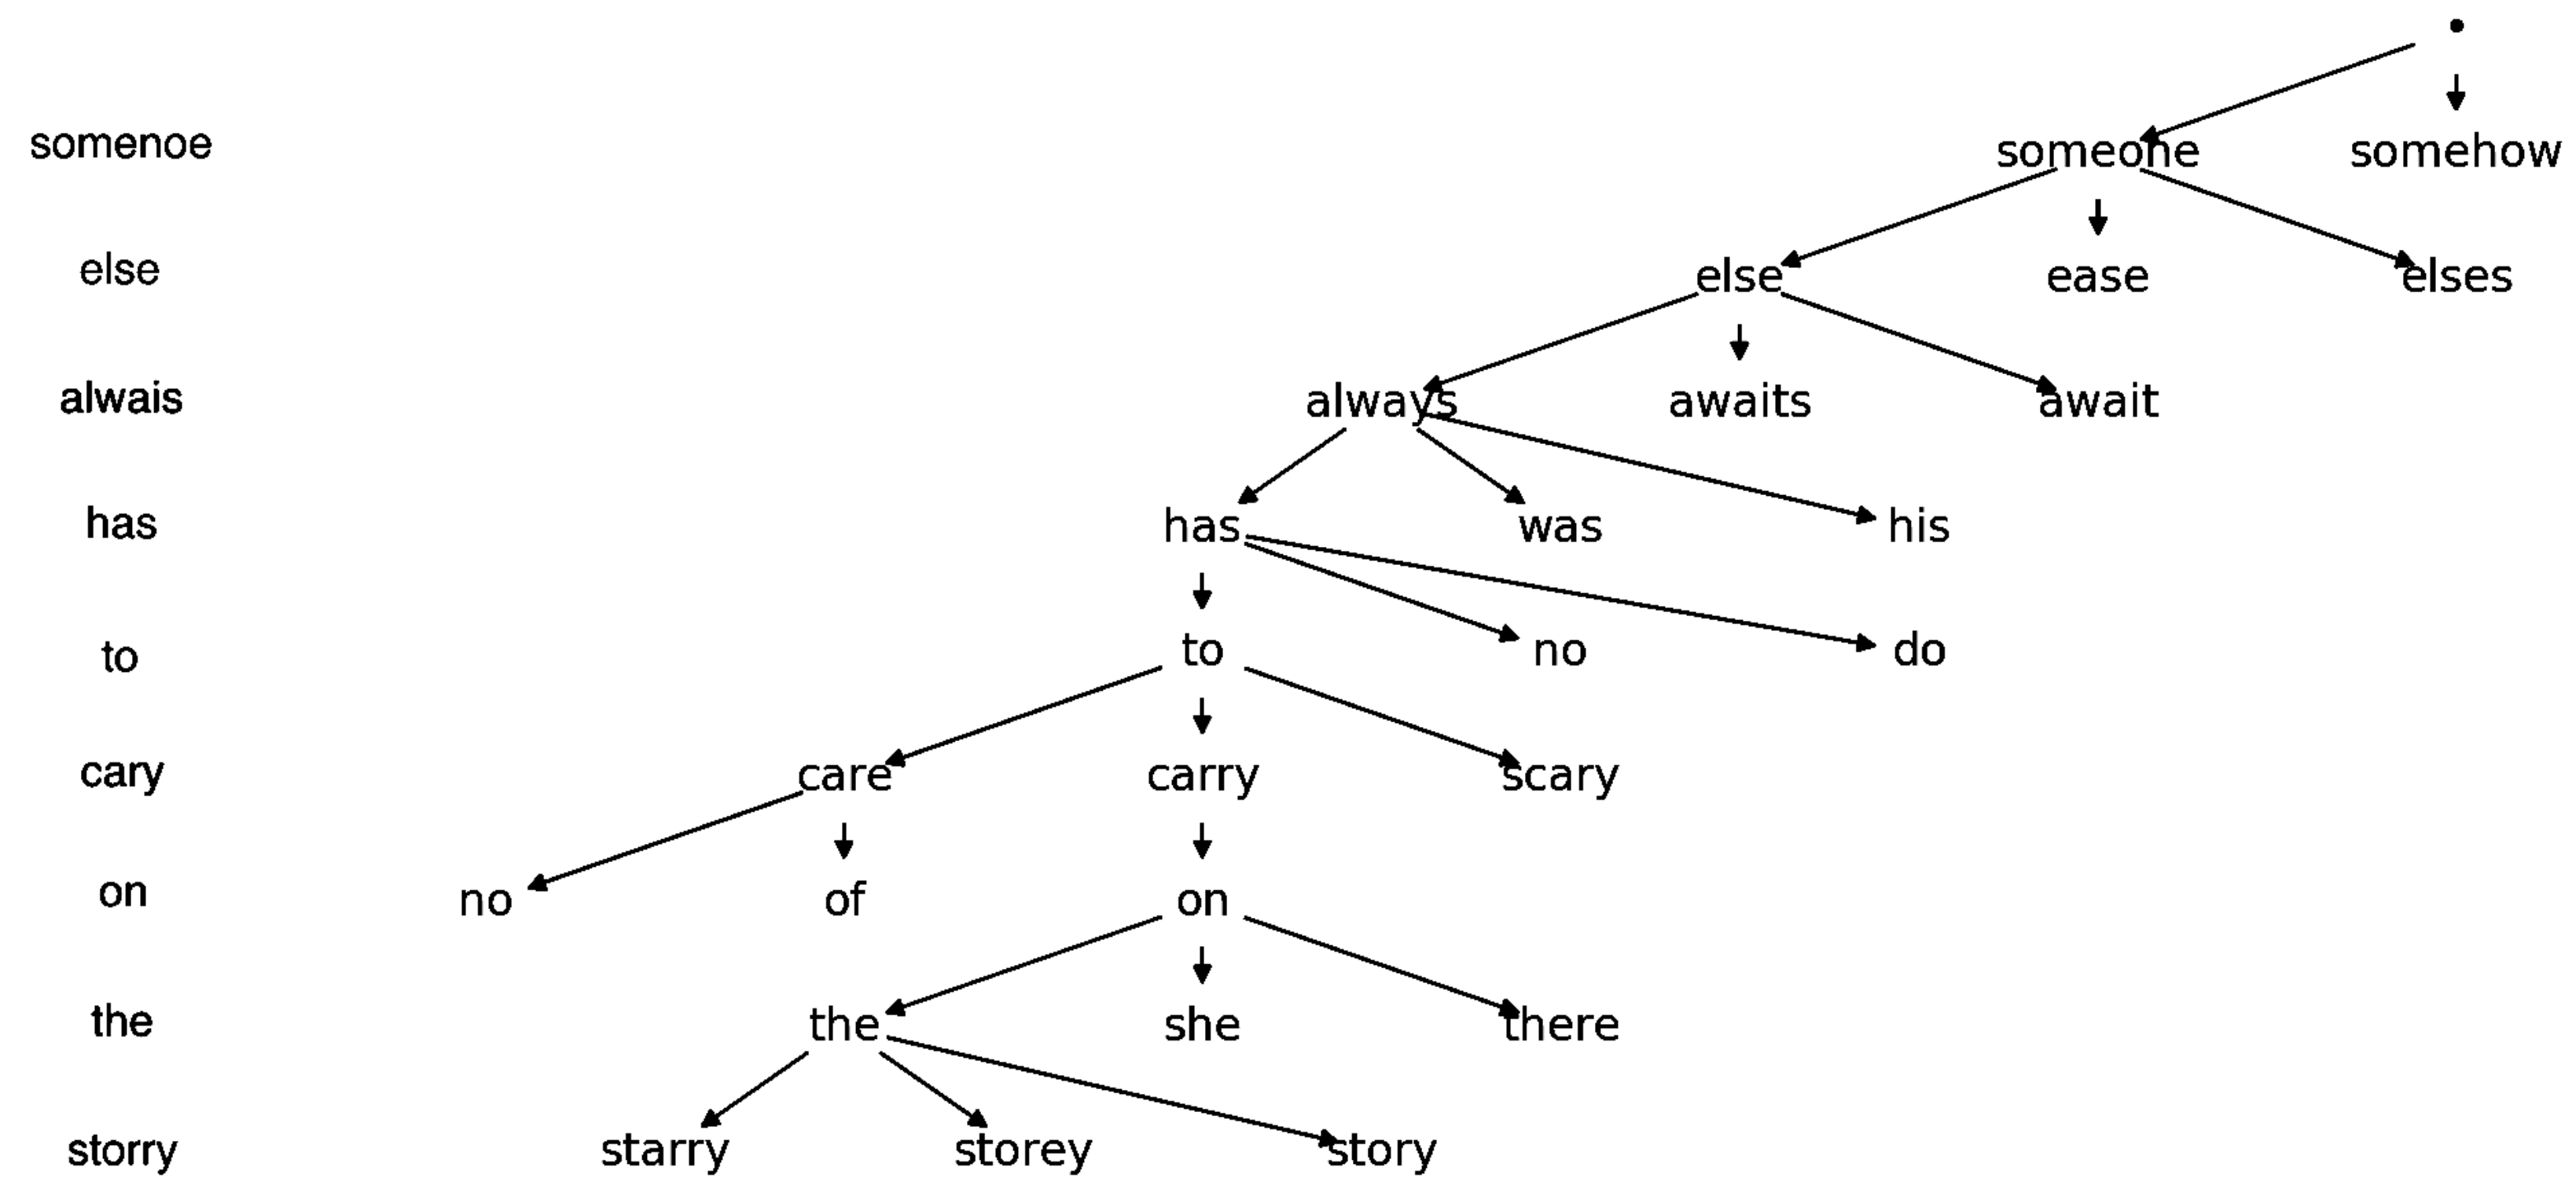 somenoe someone somehow
else else ease elses
alwais always awaits await
has has was his
to to no do
cary care carry scary
on no of on
the the she there
storry starry storey story